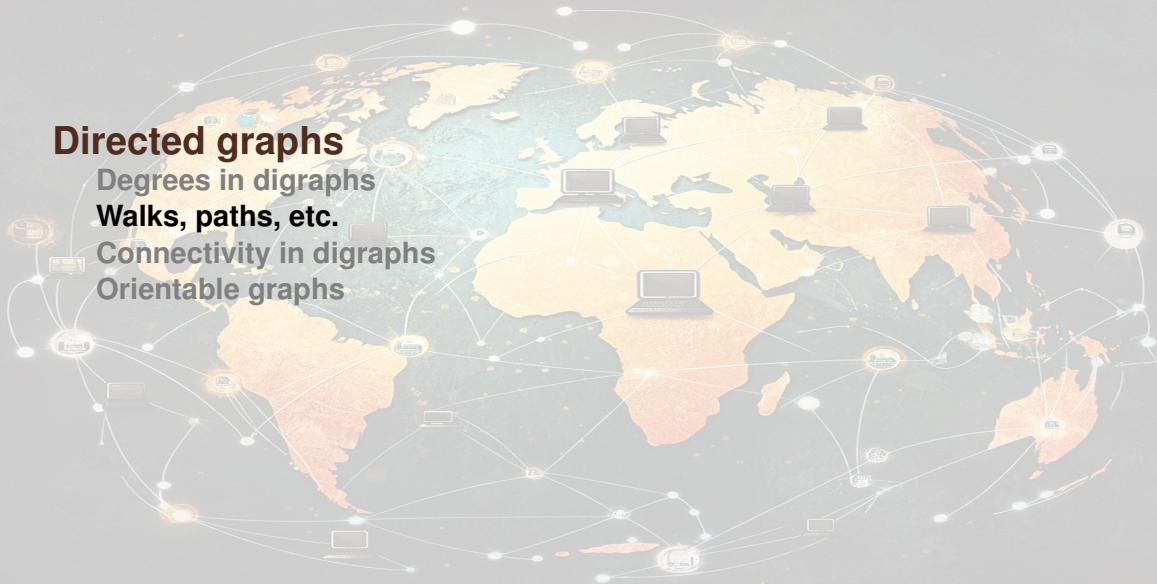 Directed graphs
Degrees in digraphs
Walks, paths, etc.
Connectivity in digraphs
Orientable graphs